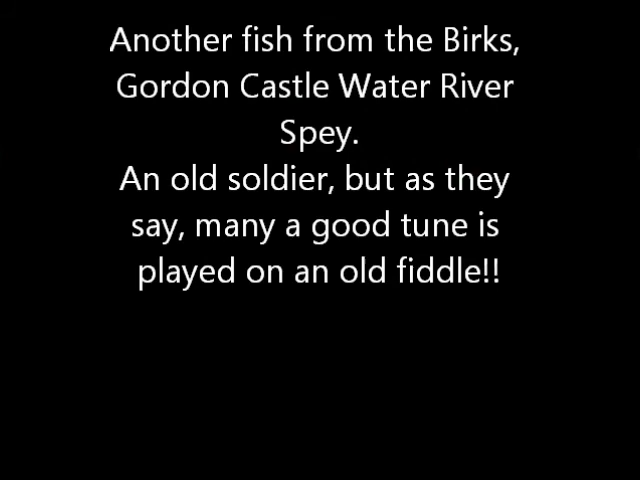 Another fish from the Birks,
Gordon Castle Water River
Spey.
An old soldier, but as they
say, many a good tune is
played on an old fiddle!!